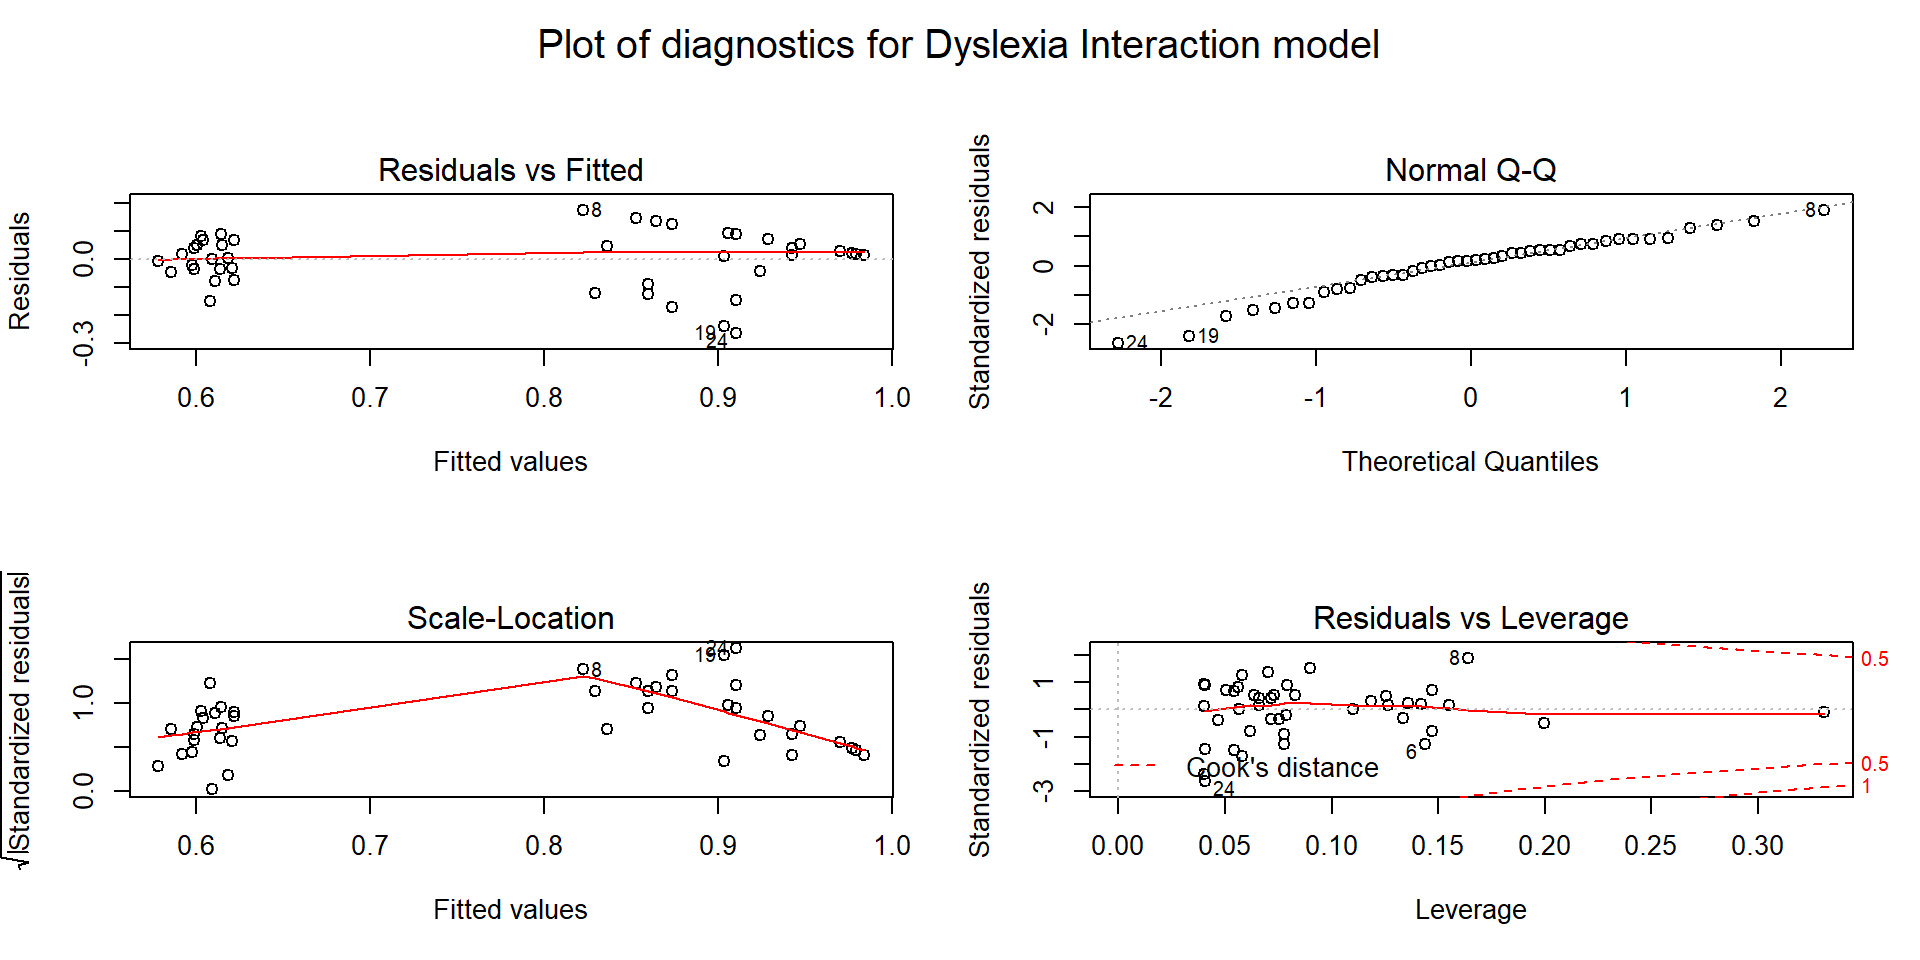 Plot of diagnostics for Dyslexia Interaction model
Residuals vs Fitted
Residuals
0.0
-0.3
8
19
24
0.6 0.7 0.8 0.9 1.0
Fitted values
Normal Q-Q
Standardized residuals
2
0
-2
8
24
19
-2 -1 0 1 2
Theoretical Quantiles
Scale-Location
√|Standardized residuals|
1.0
0.0
24
19
8
0.6 0.7 0.8 0.9 1.0
Fitted values
Residuals vs Leverage
Standardized residuals
1
-1
-3
8
0.5
6
Cook's distance
0.5
24
1
0.00 0.05 0.10 0.15 0.20 0.25 0.30
Leverage